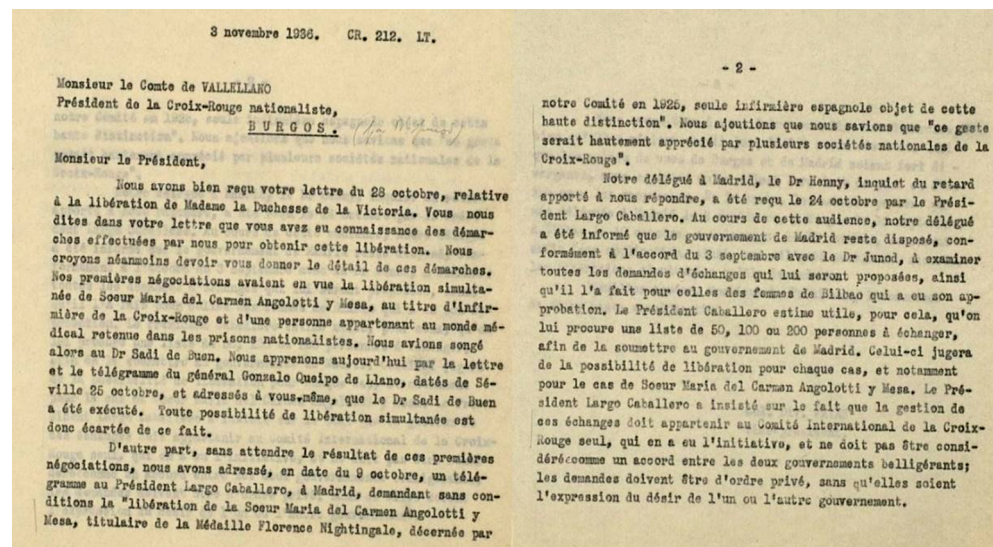 3 novembre 1936. CR. 212. LT.
Monsieur le Comte de VALLELLANO
Président de la Croix-Rouge nationaliste,
BURGOS.
Monsieur le Président,
Nous avons bien reçu votre lettre du 28 octobre, relative
à la libération de Madame la Duchesse de la Victoria. Vous nous
dites dans votre lettre que vous avez eu connaissance des démar-
ches effectuées par nous pour obtenir cette libération. Nous
croyons néanmoins devoir vous donner le détail de ces démarches.
Nos premières négociations avaient en vue la libération simulta-
née de Soeur Maria del Carmen Angolotti y Mesa, au titre d'infir-
mière de la Croix-Rouge et d'une personne appartenant au monde mé-
dical retenue dans les prisons nationalistes. Nous avions songé
alors au Dr Sadi de Buen. Nous apprenons aujourd'hui par la lettre
et le télégramme du général Gonzalo Queipo de Llano, datés de Sé-
ville 25 octobre, et adressés à vous-même, que le Dr Sadi de Buen
a été exécuté. Toute possibilité de libération simultanée est
donc écartée de ce fait.
D'autre part, sans attendre le résultat de ces premières
négociations, nous avons adressé, en date du 9 octobre, un télé-
gramme au Président Largo Caballero, à Madrid, demandant sans con-
ditions la "libération de la Soeur Maria del Carmen Angolotti y
Mesa, titulaire de la Médaille Florence Nightingale, décernée par
- 2 -
notre Comité en 1925, seule infirmière espagnole objet de cette
haute distinction". Nous ajoutions que nous savions que "ce geste
serait hautement apprécié par plusieurs sociétés nationales de la
Croix-Rouge".
Notre délégué à Madrid, le Dr Henny, inquiet du retard
apporté à nous répondre, a été reçu le 24 octobre par le Prési-
dent Largo Caballero. Au cours de cette audience, notre délégué
a été informé que le gouvernement de Madrid reste disposé, con-
formément à l'accord du 3 septembre avec le Dr Junod, à examiner
toutes les demandes d'échanges qui lui seront proposées, ainsi
qu'il l'a fait pour celles des femmes de Bilbao qui a eu son ap-
probation. Le Président Caballero estime utile, pour cela, qu'on
lui procure une liste de 50, 100 ou 200 personnes à échanger,
afin de la soumettre au gouvernement de Madrid. Celui-ci jugera
de la possibilité de libération pour chaque cas, et notamment
pour le cas de Soeur Maria del Carmen Angolotti y Mesa. Le Pré-
sident Largo Caballero a insisté sur le fait que la gestion de
ces échanges doit appartenir au Comité International de la Croix-
Rouge seul, qui en a eu l'initiative, et ne doit pas être consi-
déré comme un accord entre les deux gouvernements belligérants;
les demandes doivent être d'ordre privé, sans qu'elles soient
l'expression du désir de l'un ou l'autre gouvernement.